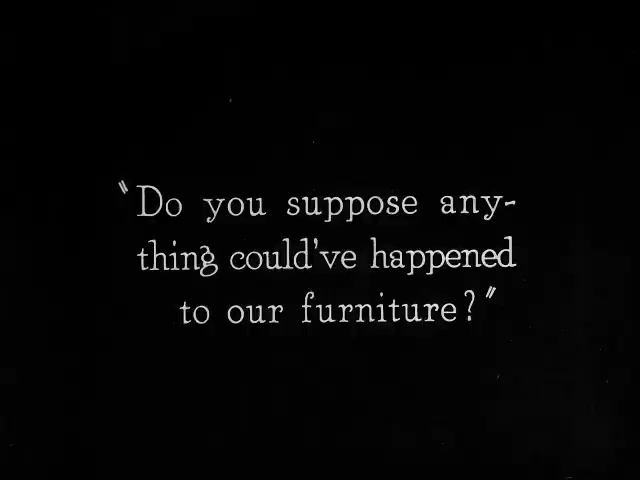 "Do you suppose any-
thing could've happened
to our furniture?"